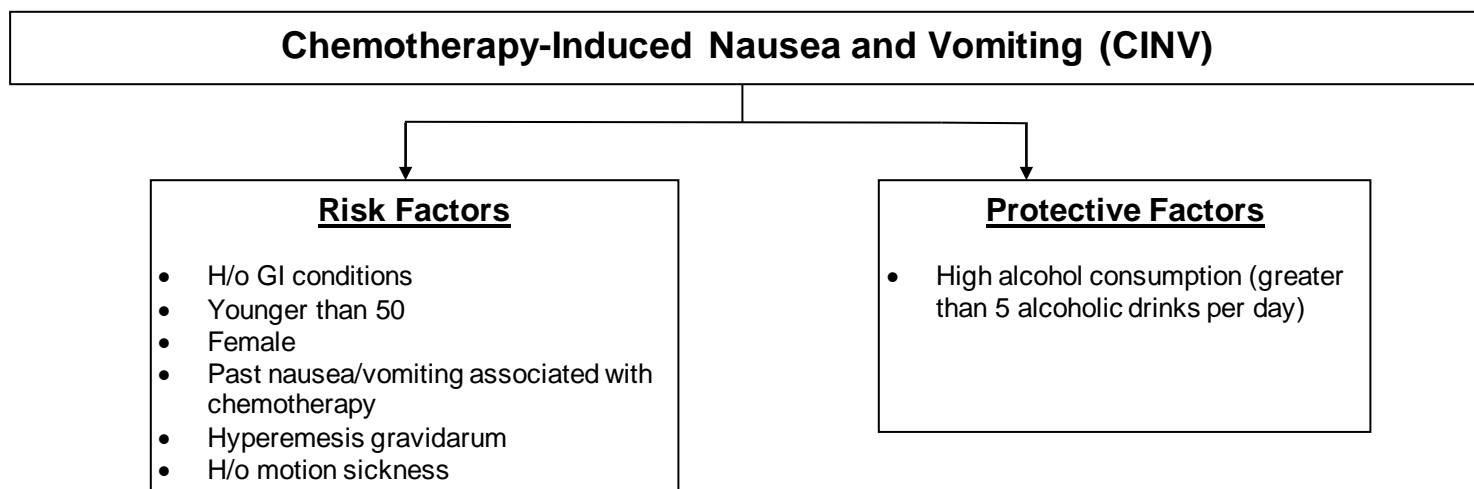 Chemotherapy-Induced Nausea and Vomiting (CINV)
Risk Factors
• H/o GI conditions
• Younger than 50
• Female
• Past nausea/vomiting associated with
chemotherapy
• Hyperemesis gravidarum
• H/o motion sickness
Protective Factors
• High alcohol consumption (greater
than 5 alcoholic drinks per day)